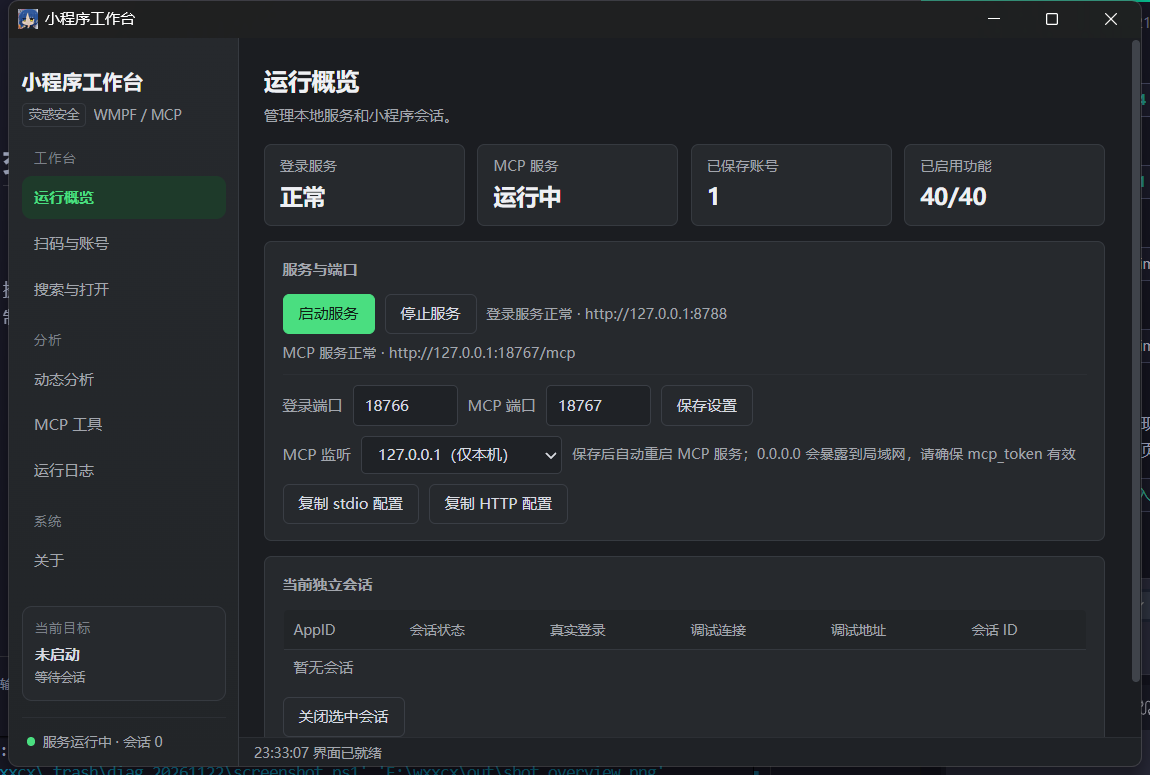 小程序工作台
小程序工作台
荧惑安全 WMPF / MCP
工作台
运行概览
扫码与账号
搜索与打开
分析
动态分析
MCP 工具
运行日志
系统
关于
当前目标
未启动
等待会话
服务运行中 · 会话 0
运行概览
管理本地服务和小程序会话。
登录服务
正常
MCP 服务
运行中
已保存账号
1
已启用功能
40/40
服务与端口
启动服务 停止服务 登录服务正常 · http://127.0.0.1:8788
MCP 服务正常 · http://127.0.0.1:18767/mcp
登录端口 18766 MCP 端口 18767 保存设置
MCP 监听 127.0.0.1（仅本机） 保存后自动重启 MCP 服务；0.0.0.0 会暴露到局域网，请确保 mcp_token 有效
复制 stdio 配置 复制 HTTP 配置
当前独立会话
AppID 会话状态 真实登录 调试连接 调试地址 会话 ID
暂无会话
关闭选中会话
23:33:07 界面已就绪